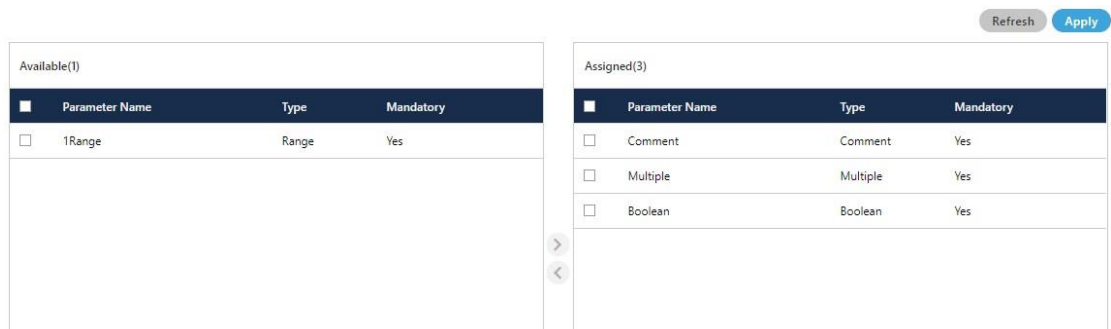 Refresh Apply
Available(1)
Parameter Name Type Mandatory
1Range Range Yes
Assigned(3)
Parameter Name Type Mandatory
Comment Comment Yes
Multiple Multiple Yes
Boolean Boolean Yes